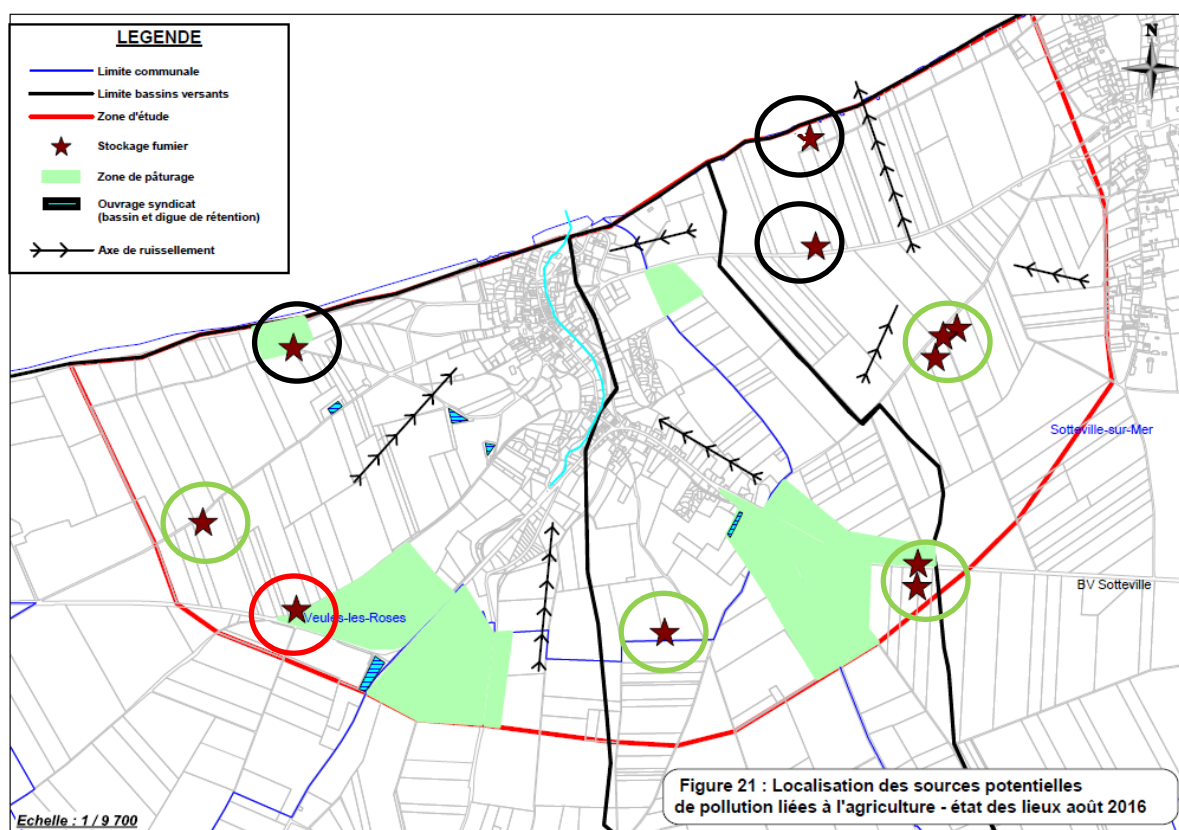 LEGENDE
Limite communale
Limite bassins versants
Zone d'étude
Stockage fumier
Zone de pâturage
Ouvrage syndicat
(bassin et digue de rétention)
Axe de ruissellement
N
Sotteville-sur-Mer
BV Sotteville
Veules-les-Roses
Figure 21 : Localisation des sources potentielles
de pollution liées à l'agriculture - état des lieux août 2016
Echelle : 1 / 9 700